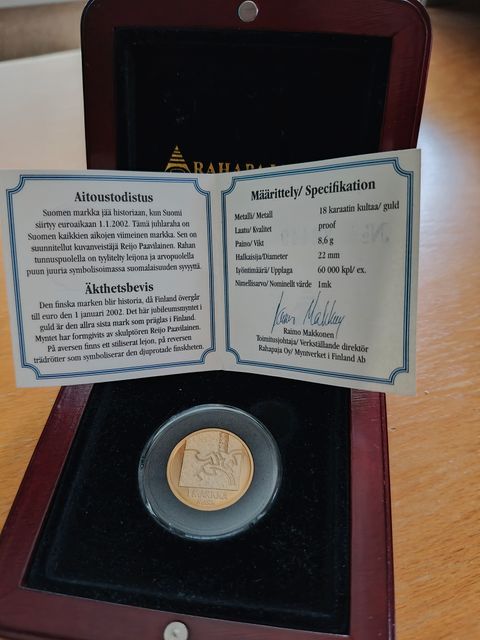 RAHAPAJA
Aitoustodistus
Suomen markka jää historiaan, kun Suomi
siirtyy euroaikaan 1.1.2002. Tämä juhlaraha on
Suomen kaikkien aikojen viimeinen markka. Sen on
suunnitellut kuvanveistäjä Reijo Paavilainen. Rahan
tunnuspuolella on tyylitelty leijona ja arvopuolella
puun juuria symbolisoimassa suomalaisuuden syvyyttä.
Äkthetsbevis
Den finska marken blir historia, då Finland övergår
till euro den 1 januari 2002. Det här jubileumsmyntet i
guld är den allra sista mark som präglas i Finland.
Myntet har formgivits av skulptören Reijo Paavilainen.
På aversen finns ett stiliserat lejon, på reversen
trädrötter som symboliserar den djuprotade finskheten.
Määrittely/ Specifikation
Metalli/ Metall 18 karaatin kultaa/ guld
Laatu/ Kvalitet proof
Paino/ Vikt 8,6 g
Halkaisija/Diameter 22 mm
Lyöntimäärä/ Upplaga 60 000 kpl/ ex.
Nimellisarvo/ Nominellt värde 1mk
Raimo Makkonen
Toimitusjohtaja/ Verkställande direktör
Rahapaja Oy/ Myntverket i Finland Ab
1 MARKKA